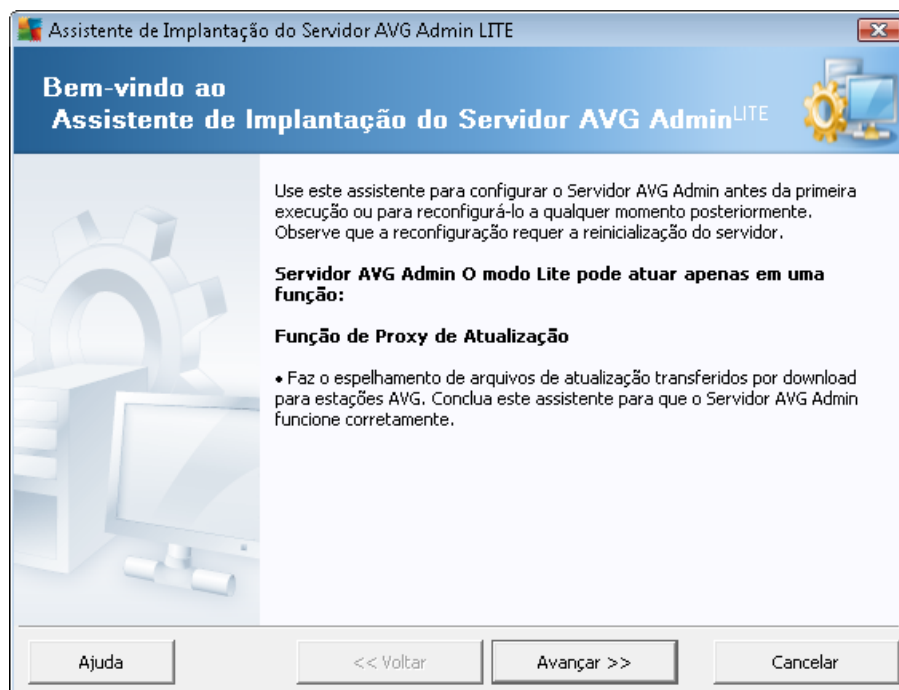 Assistente de Implantação do Servidor AVG Admin LITE
Bem-vindo ao
Assistente de Implantação do Servidor AVG Admin LITE
Use este assistente para configurar o Servidor AVG Admin antes da primeira
execução ou para reconfigurá-lo a qualquer momento posteriormente.
Observe que a reconfiguração requer a reinicialização do servidor.
Servidor AVG Admin O modo Lite pode atuar apenas em uma
função:
Função de Proxy de Atualização
• Faz o espelhamento de arquivos de atualização transferidos por download
para estações AVG. Conclua este assistente para que o Servidor AVG Admin
funcione corretamente.
Ajuda
<< Voltar
Avançar >>
Cancelar